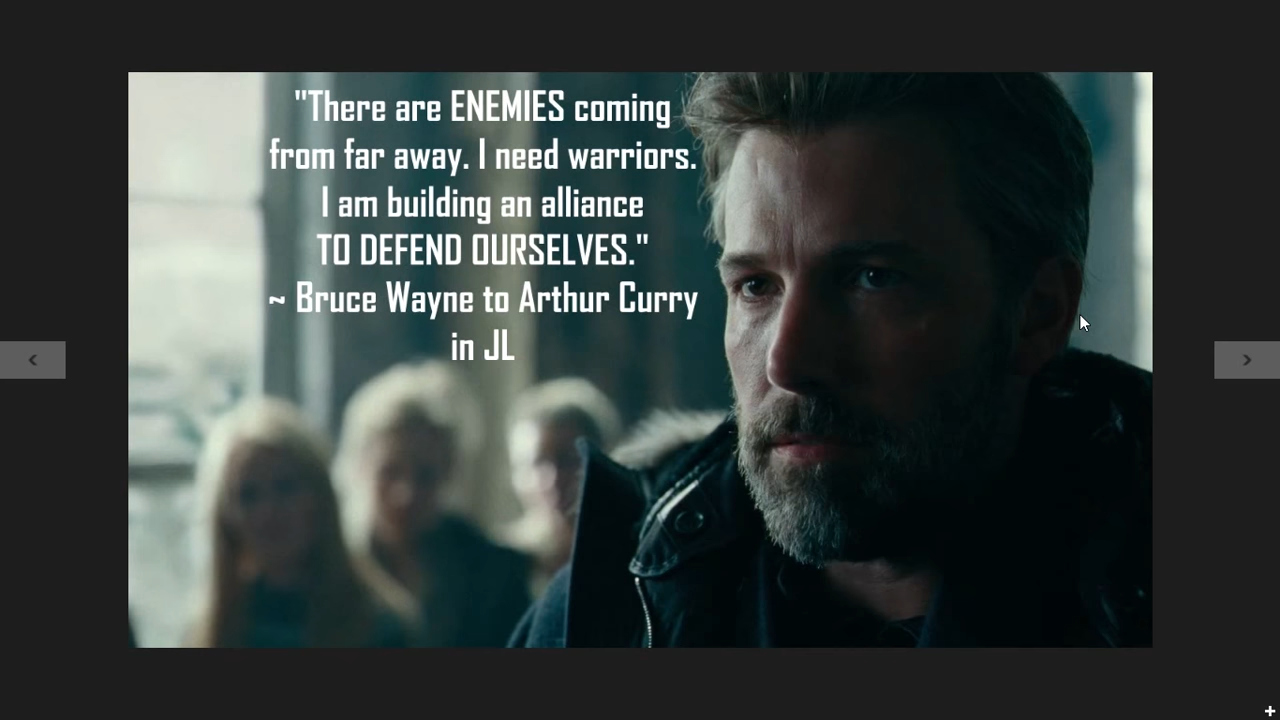 "There are ENEMIES coming
from far away. I need warriors.
I am building an alliance
TO DEFEND OURSELVES."
~ Bruce Wayne to Arthur Curry
in JL